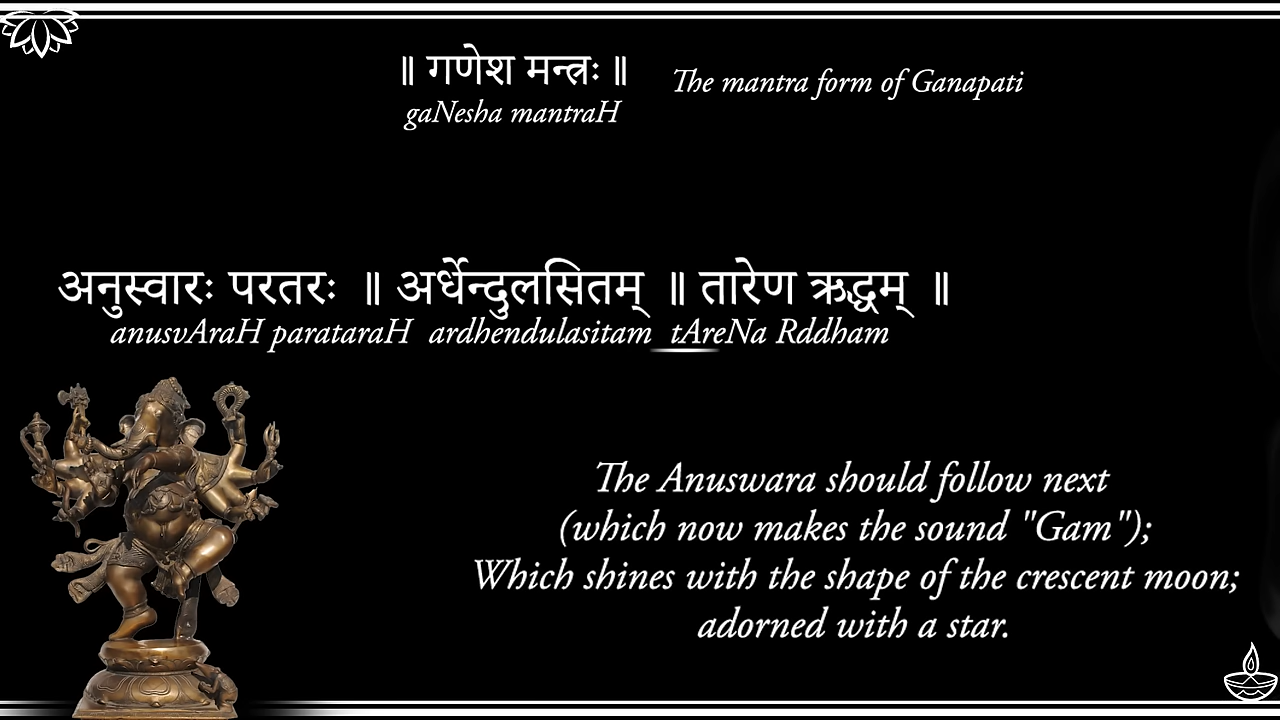 ॥ गणेश मन्त्रः ॥
The mantra form of Ganapati
gaNesha mantraH
अनुस्वारः परतरः ॥ अर्धेन्दुलसितम् ॥ तारेण ऋद्धम् ॥
anusvAraH parataraH ardhendulasitam tAreNa Rddham
The Anuswara should follow next
(which now makes the sound "Gam");
Which shines with the shape of the crescent moon;
adorned with a star.